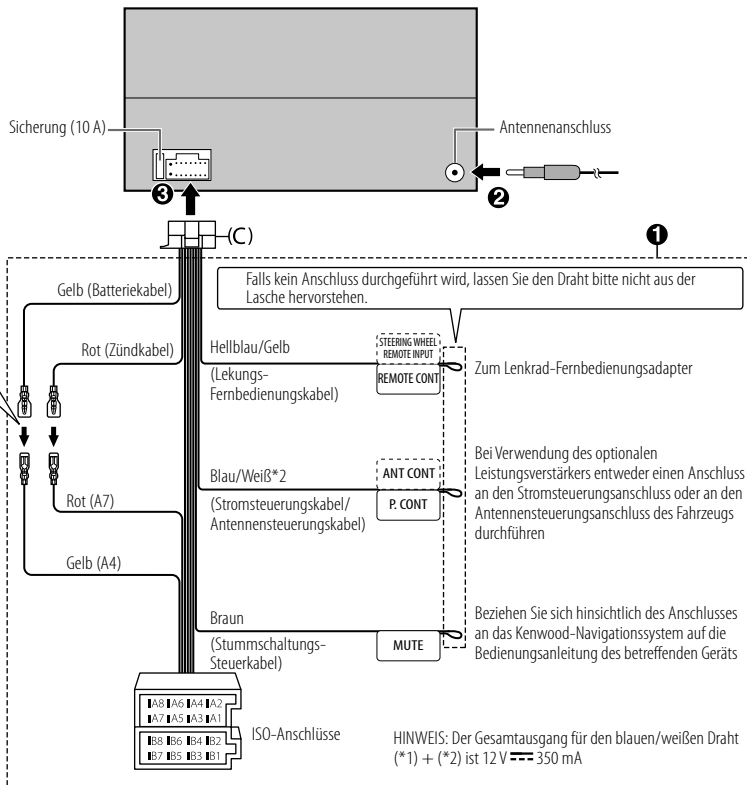 Sicherung (10 A)
Antennenanschluss
❸
❷
(C)
❶
Falls kein Anschluss durchgeführt wird, lassen Sie den Draht bitte nicht aus der
Lasche hervorstehen.
Gelb (Batteriekabel)
Rot (Zündkabel)
Hellblau/Gelb
(Lekungs-
Fernbedienungskabel)
STEERING WHEEL
REMOTE INPUT
REMOTE CONT
Zum Lenkrad-Fernbedienungsadapter
Blau/Weiß*2
(Stromsteuerungskabel/
Antennensteuerungskabel)
ANT CONT
P. CONT
Bei Verwendung des optionalen
Leistungsverstärkers entweder einen Anschluss
an den Stromsteuerungsanschluss oder an den
Antennensteuerungsanschluss des Fahrzeugs
durchführen
Rot (A7)
Gelb (A4)
Braun
(Stummschaltungs-
Steuerkabel)
MUTE
Beziehen Sie sich hinsichtlich des Anschlusses
an das Kenwood-Navigationssystem auf die
Bedienungsanleitung des betreffenden Geräts
A8 A6 A4 A2
A7 A5 A3 A1
B8 B6 B4 B2
B7 B5 B3 B1
ISO-Anschlüsse
HINWEIS: Der Gesamtausgang für den blauen/weißen Draht
(*1) + (*2) ist 12 V ⎓ 350 mA